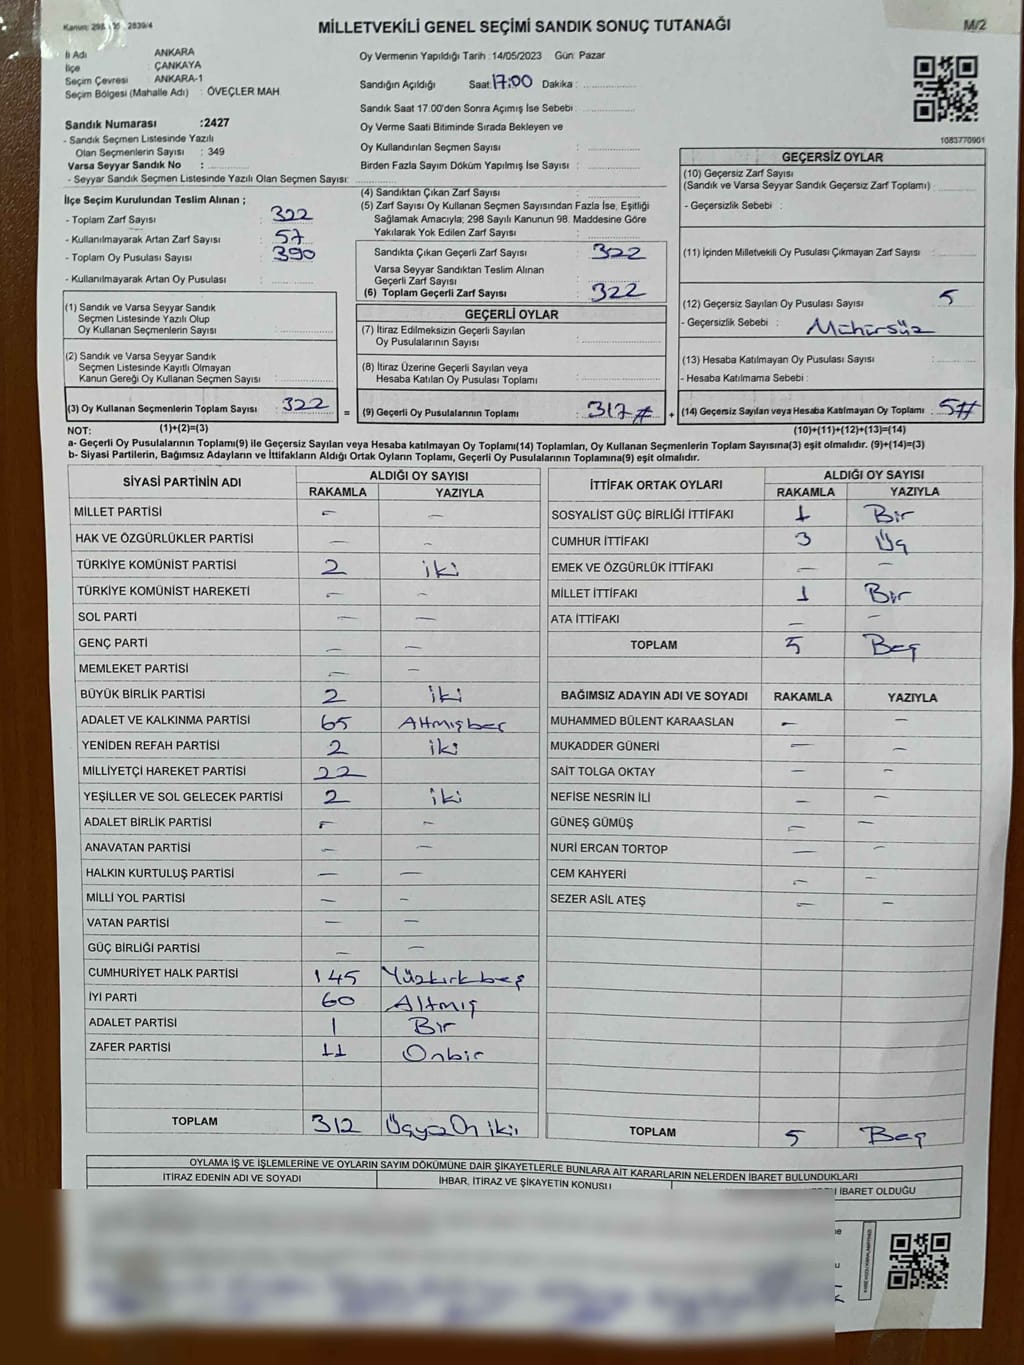 Kanun: 298 2839/4
MİLLETVEKİLİ GENEL SEÇİMİ SANDIK SONUÇ TUTANAĞI
M/2
İl Adı ANKARA
İlçe : ÇANKAYA
Seçim Çevresi : ANKARA-1
Seçim Bölgesi (Mahalle Adı) : ÖVEÇLER MAH
Sandık Numarası :2427
- Sandık Seçmen Listesinde Yazılı
Olan Seçmenlerin Sayısı : 349
Varsa Seyyar Sandık No :
- Seyyar Sandık Seçmen Listesinde Yazılı Olan Seçmen Sayısı:
Oy Vermenin Yapıldığı Tarih : 14/05/2023 Gün: Pazar
Sandığın Açıldığı Saat: 17:00 Dakika :
Sandık Saat 17:00'den Sonra Açımış İse Sebebi :
Oy Verme Saati Bitiminde Sırada Bekleyen ve
Oy Kullandırılan Seçmen Sayısı :
Birden Fazla Sayım Döküm Yapılmış İse Sayısı :
1083770901
İlçe Seçim Kurulundan Teslim Alınan ;
- Toplam Zarf Sayısı : 322
- Kullanılmayarak Artan Zarf Sayısı : 57
- Toplam Oy Pusulası Sayısı : 390
- Kullanılmayarak Artan Oy Pusulası :
(4) Sandıktan Çıkan Zarf Sayısı :
(5) Zarf Sayısı Oy Kullanan Seçmen Sayısından Fazla İse, Eşitliği
Sağlamak Amacıyla; 298 Sayılı Kanunun 98. Maddesine Göre
Yakılarak Yok Edilen Zarf Sayısı :
Sandıkta Çıkan Geçerli Zarf Sayısı : 322
Varsa Seyyar Sandıktan Teslim Alınan
Geçerli Zarf Sayısı :
(6) Toplam Geçerli Zarf Sayısı : 322
GEÇERSİZ OYLAR
(10) Geçersiz Zarf Sayısı
(Sandık ve Varsa Seyyar Sandık Geçersiz Zarf Toplamı) :
- Geçersizlik Sebebi :
(11) İçinden Milletvekili Oy Pusulası Çıkmayan Zarf Sayısı :
(12) Geçersiz Sayılan Oy Pusulası Sayısı : 5
- Geçersizlik Sebebi : Mühürsüz
(13) Hesaba Katılmayan Oy Pusulası Sayısı :
- Hesaba Katılmama Sebebi :
(1) Sandık ve Varsa Seyyar Sandık
Seçmen Listesinde Yazılı Olup
Oy Kullanan Seçmenlerin Sayısı :
(2) Sandık ve Varsa Seyyar Sandık
Seçmen Listesinde Kayıtlı Olmayan
Kanun Gereği Oy Kullanan Seçmen Sayısı :
GEÇERLİ OYLAR
(7) İtiraz Edilmeksizin Geçerli Sayılan
Oy Pusulalarının Sayısı :
(8) İtiraz Üzerine Geçerli Sayılan veya
Hesaba Katılan Oy Pusulası Toplamı :
(3) Oy Kullanan Seçmenlerin Toplam Sayısı : 322 = (9) Geçerli Oy Pusulalarının Toplamı : 317 # + (14) Geçersiz Sayılan veya Hesaba Katılmayan Oy Toplamı : 5#
NOT: (1)+(2)=(3) (10)+(11)+(12)+(13)=(14)
a- Geçerli Oy Pusulalarının Toplamı(9) ile Geçersiz Sayılan veya Hesaba katılmayan Oy Toplamı(14) Toplamları, Oy Kullanan Seçmenlerin Toplam Sayısına(3) eşit olmalıdır. (9)+(14)=(3)
b- Siyasi Partilerin, Bağımsız Adayların ve İttifakların Aldığı Ortak Oyların Toplamı, Geçerli Oy Pusulalarının Toplamına(9) eşit olmalıdır.
SİYASİ PARTİNİN ADI ALDIĞI OY SAYISI
RAKAMLA YAZIYLA
MİLLET PARTİSİ - -
HAK VE ÖZGÜRLÜKLER PARTİSİ - -
TÜRKİYE KOMÜNİST PARTİSİ 2 iki
TÜRKİYE KOMÜNİST HAREKETİ - -
SOL PARTİ - -
GENÇ PARTİ - -
MEMLEKET PARTİSİ - -
BÜYÜK BİRLİK PARTİSİ 2 iki
ADALET VE KALKINMA PARTİSİ 65 Altmışbeş
YENİDEN REFAH PARTİSİ 2 iki
MİLLİYETÇİ HAREKET PARTİSİ 22
YEŞİLLER VE SOL GELECEK PARTİSİ 2 iki
ADALET BİRLİK PARTİSİ - -
ANAVATAN PARTİSİ - -
HALKIN KURTULUŞ PARTİSİ - -
MİLLİ YOL PARTİSİ - -
VATAN PARTİSİ - -
GÜÇ BİRLİĞİ PARTİSİ - -
CUMHURİYET HALK PARTİSİ 145 Yüzkırkbeş
İYİ PARTİ 60 Altmış
ADALET PARTİSİ 1 Bir
ZAFER PARTİSİ 11 Onbir
TOPLAM 312 Üçyüz On iki
İTTİFAK ORTAK OYLARI ALDIĞI OY SAYISI
RAKAMLA YAZIYLA
SOSYALİST GÜÇ BİRLİĞİ İTTİFAKI 1 Bir
CUMHUR İTTİFAKI 3 Üç
EMEK VE ÖZGÜRLÜK İTTİFAKI - -
MİLLET İTTİFAKI 1 Bir
ATA İTTİFAKI - -
TOPLAM 5 Beş
BAĞIMSIZ ADAYIN ADI VE SOYADI RAKAMLA YAZIYLA
MUHAMMED BÜLENT KARAASLAN - -
MUKADDER GÜNERİ - -
SAİT TOLGA OKTAY - -
NEFİSE NESRİN İLİ - -
GÜNEŞ GÜMÜŞ - -
NURİ ERCAN TORTOP - -
CEM KAHYERİ - -
SEZER ASİL ATEŞ - -
TOPLAM 5 Beş
OYLAMA İŞ VE İŞLEMLERİNE VE OYLARIN SAYIM DÖKÜMÜNE DAİR ŞİKAYETLERLE BUNLARA AİT KARARLARIN NELERDEN İBARET BULUNDUKLARI
İTİRAZ EDENİN ADI VE SOYADI İHBAR, İTİRAZ VE ŞİKAYETİN KONUSU İBARET OLDUĞU